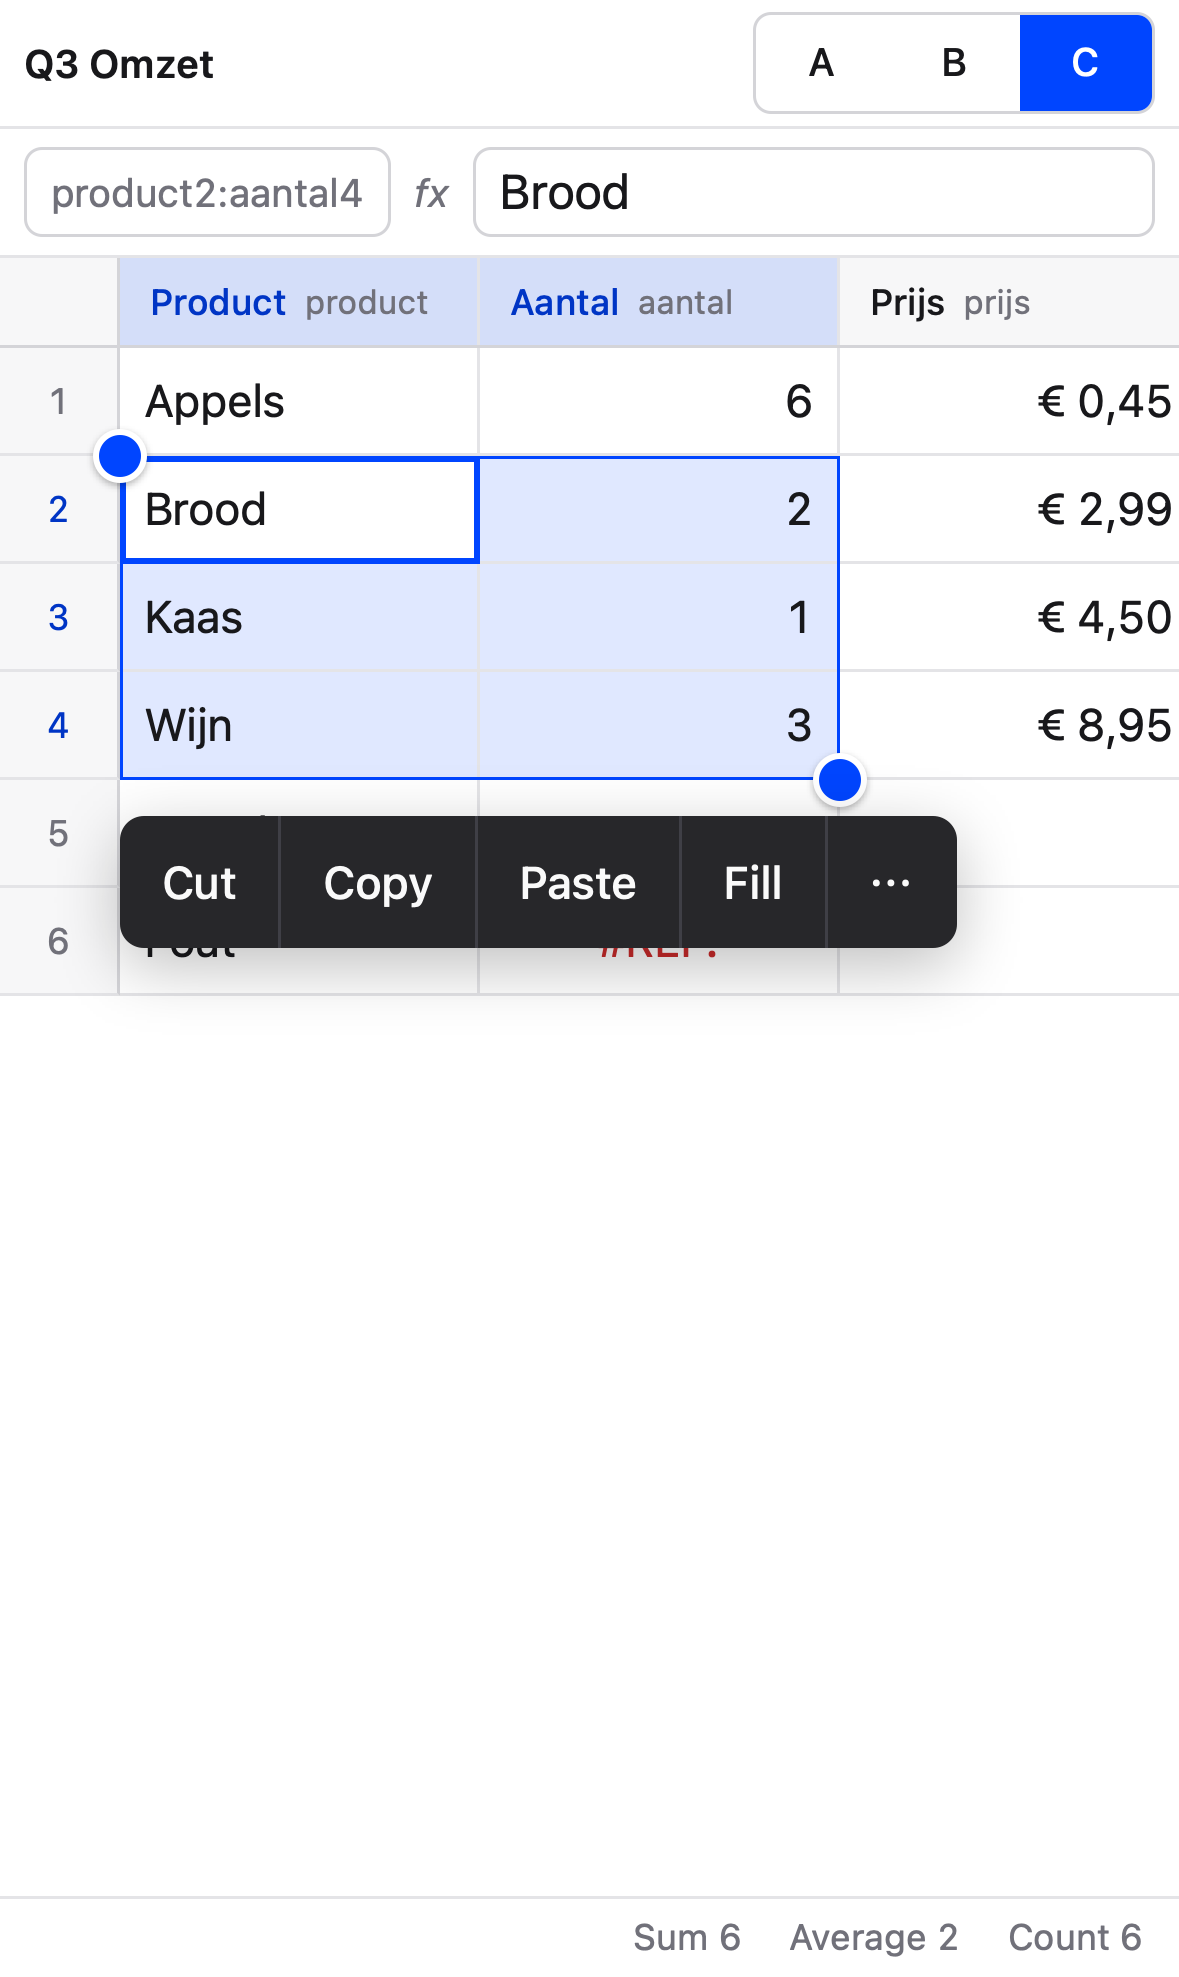 Q3 Omzet A B C
product2:aantal4 fx Brood
Product product Aantal aantal Prijs prijs
1 Appels 6 € 0,45
2 Brood 2 € 2,99
3 Kaas 1 € 4,50
4 Wijn 3 € 8,95
5
Cut Copy Paste Fill ···
6
Sum 6 Average 2 Count 6